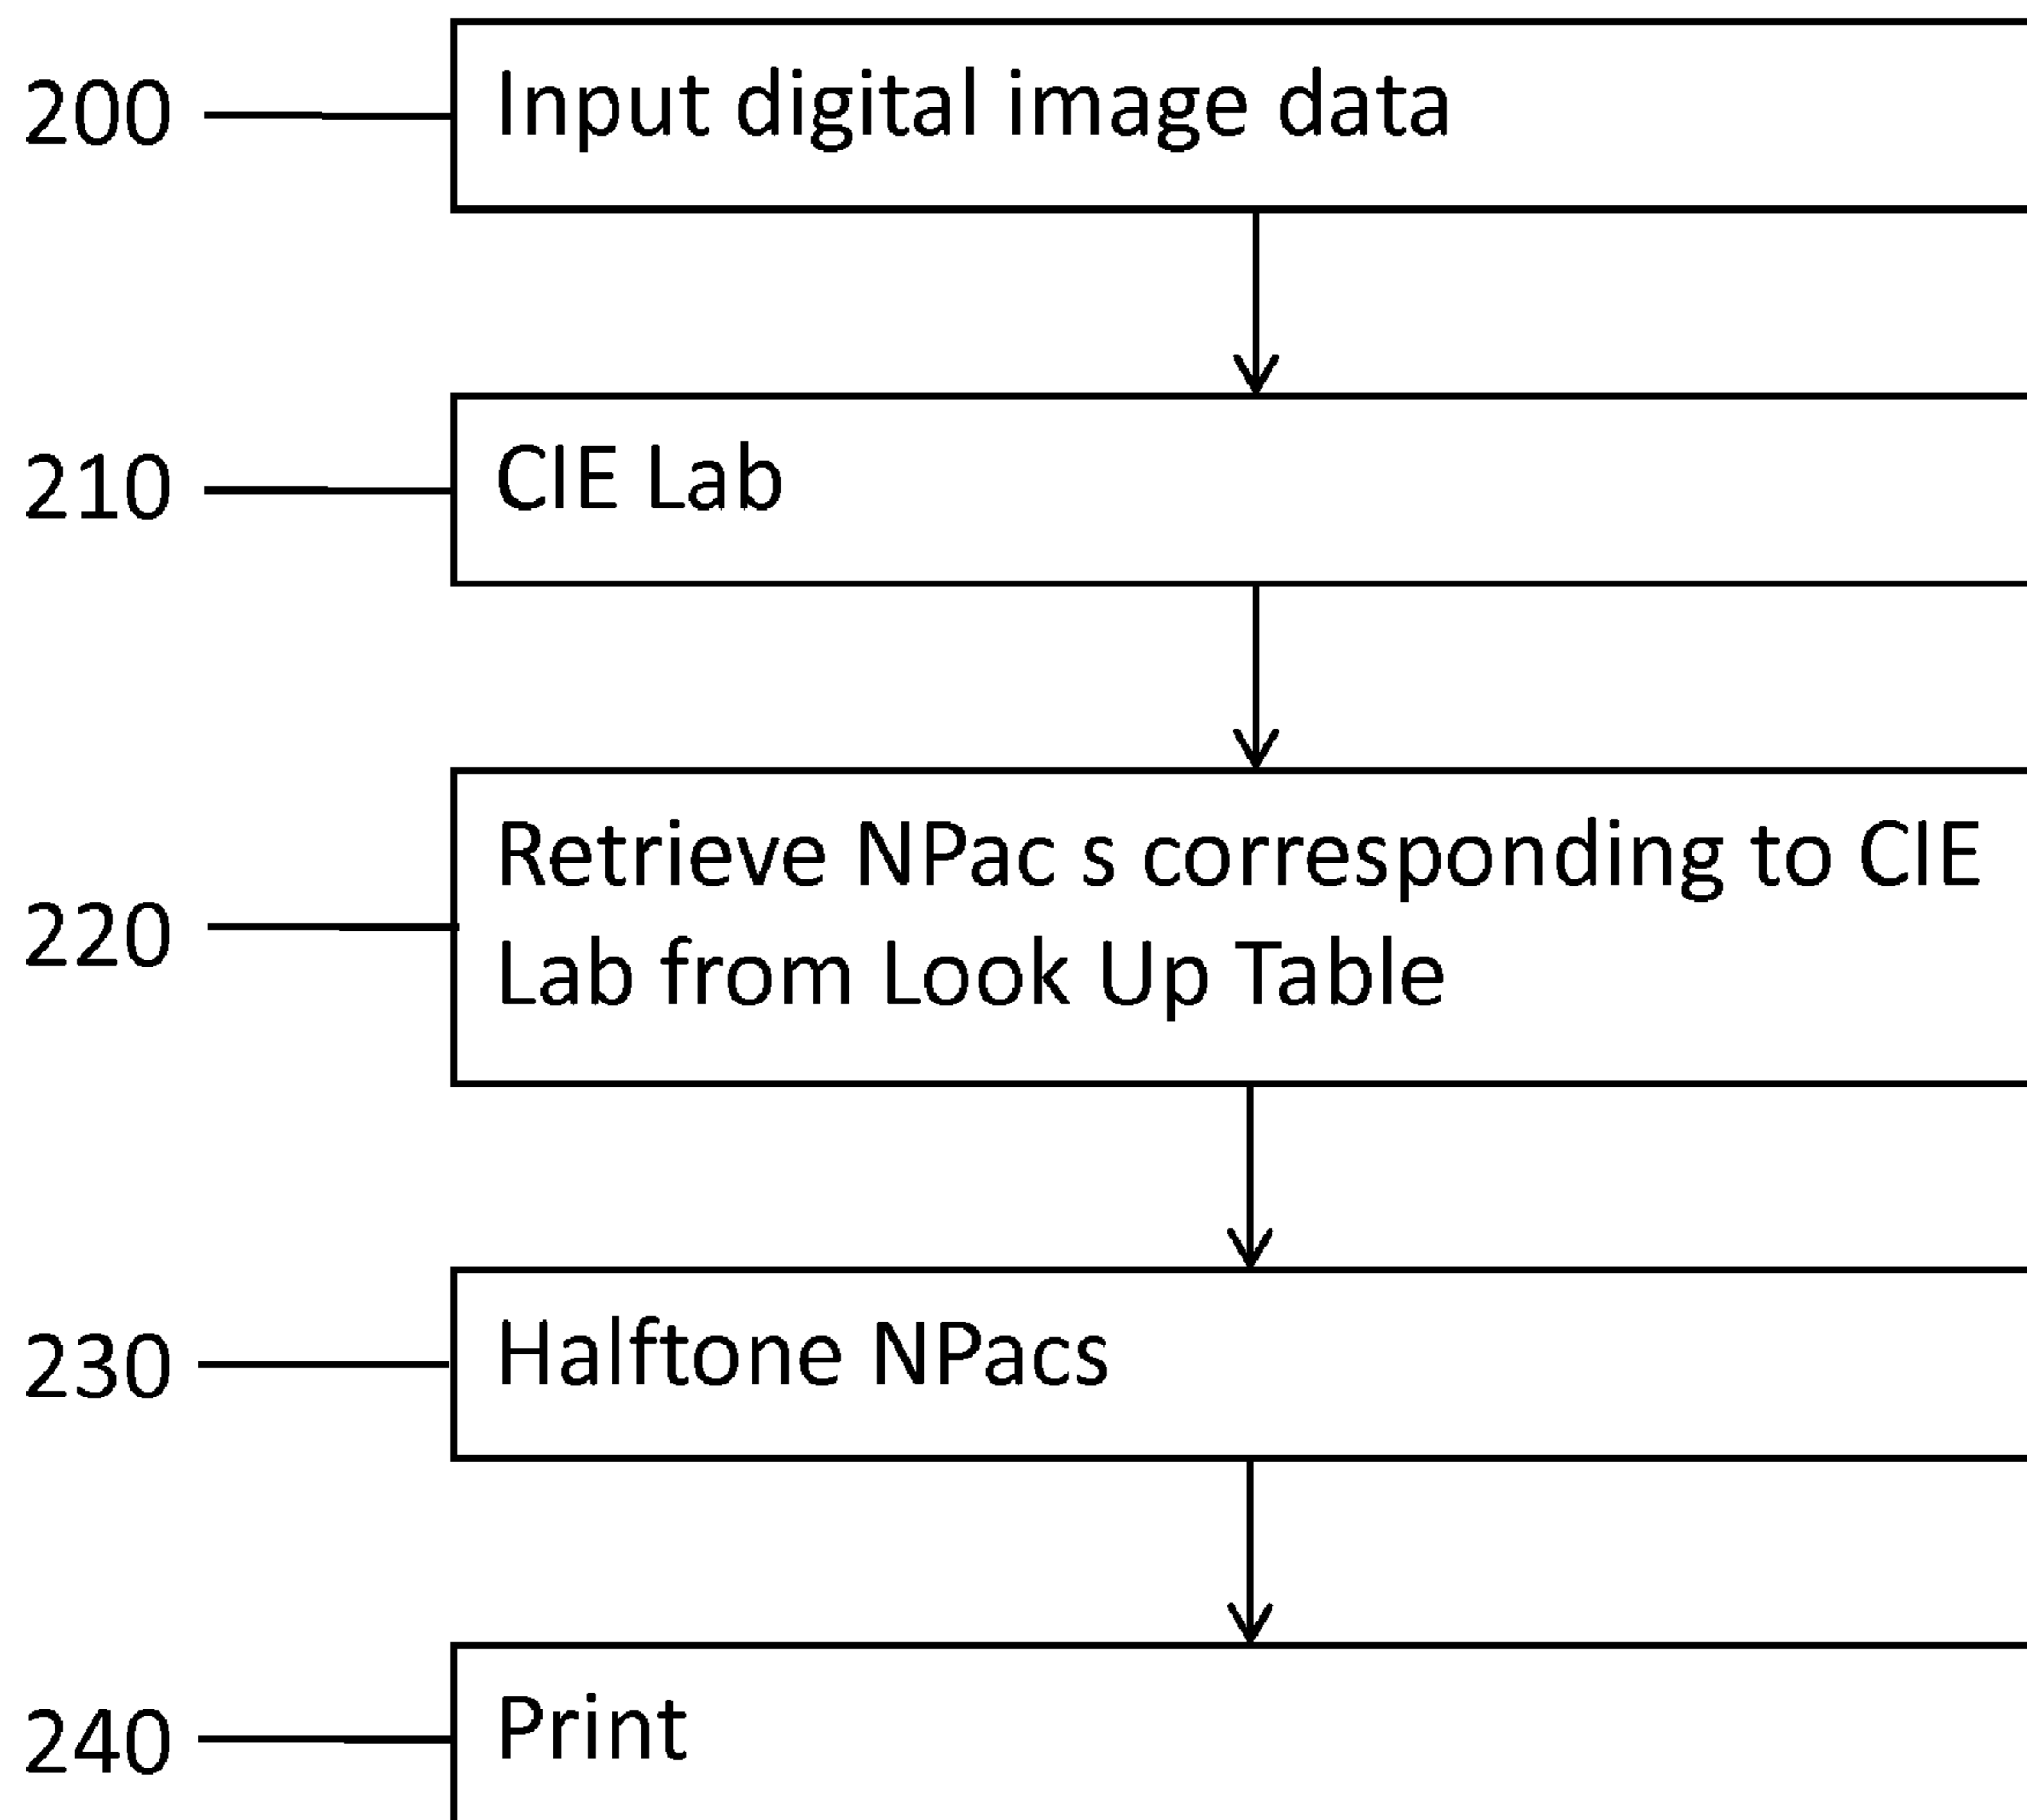 200 Input digital image data
210 CIE Lab
220 Retrieve NPac s corresponding to CIE
Lab from Look Up Table
230 Halftone NPacs
240 Print